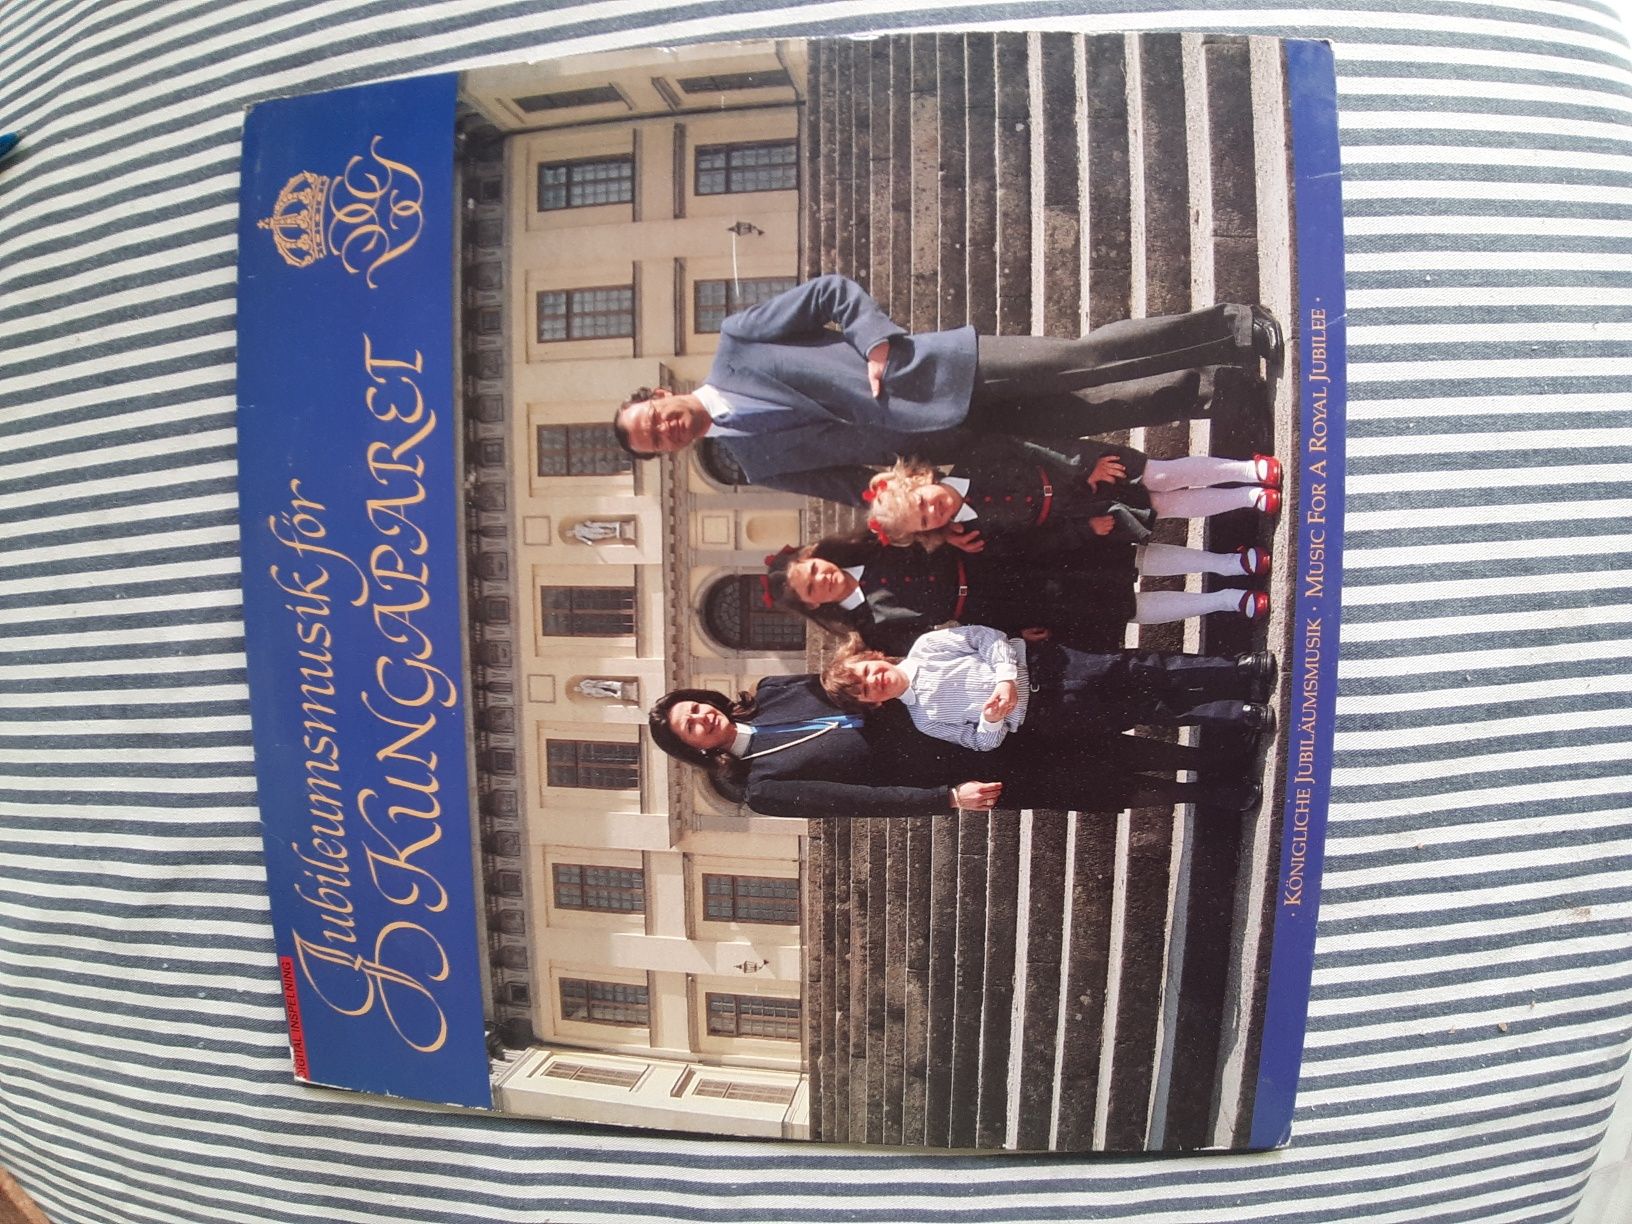 DIGITAL INSPELNING
Jubileumsmusik för
KUNGAPARET
· KÖNIGLICHE JUBILÄUMSMUSIK · MUSIC FOR A ROYAL JUBILEE ·